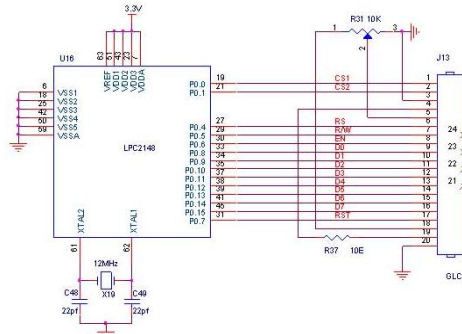 3.3V
R31 10K
1
3
2
J13
U16
63
51
43
23
7
VREF
VDD1
VDD2
VDD3
VDDA
6 VSS1
18 VSS2
25 VSS3
42 VSS4
50 VSS5
59 VSSA
LPC2148
P0.0 19 CS1 1
P0.1 21 CS2 2
3
4
5
P0.4 27 RS 6
P0.5 29 R/W 7
P0.6 30 EN 8
P0.8 33 D0 9
P0.9 34 D1 10
P0.10 35 D2 11
P0.11 37 D3 12
P0.12 38 D4 13
P0.13 39 D5 14
P0.14 41 D6 15
P0.15 45 D7 16
P0.7 31 RST 17
18
19
20
24
23
22
21
XTAL2
XTAL1
61
62
R37 10E
12MHz
X19
C48
22pf
C49
22pf
GLC